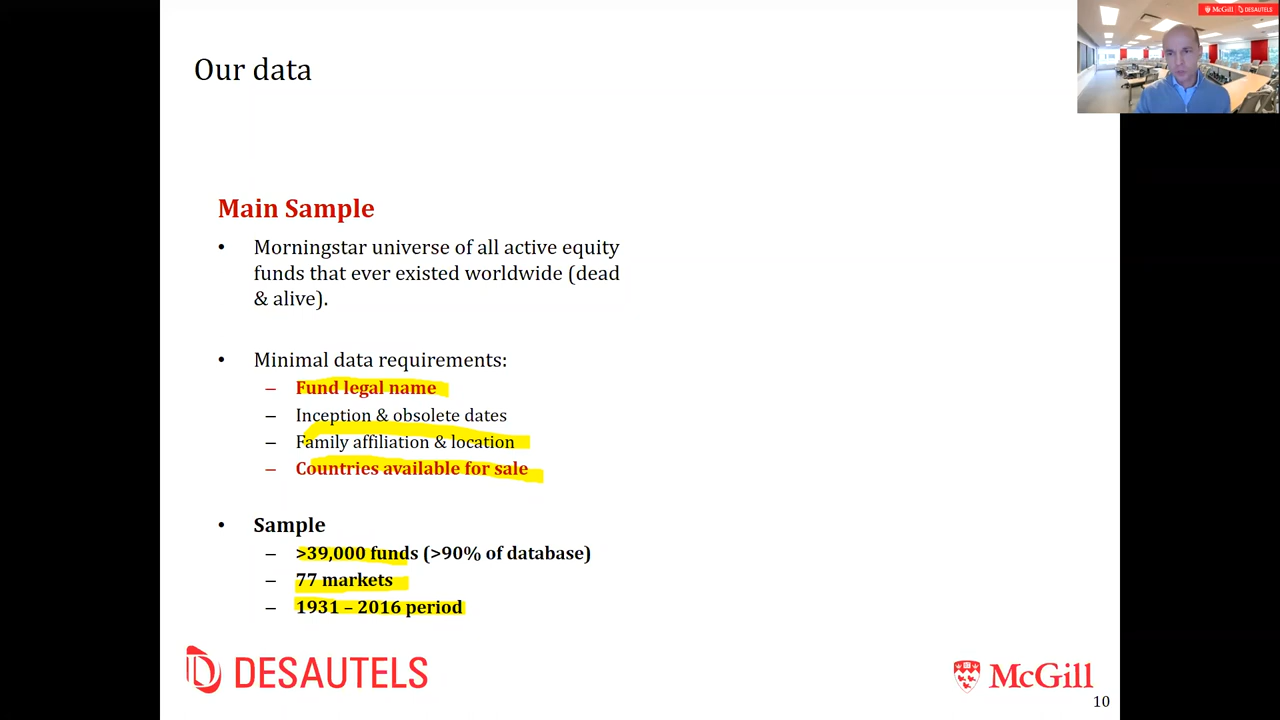 McGill DESAUTELS
Our data
Main Sample
• Morningstar universe of all active equity
funds that ever existed worldwide (dead
& alive).
• Minimal data requirements:
– Fund legal name
– Inception & obsolete dates
– Family affiliation & location
– Countries available for sale
• Sample
– >39,000 funds (>90% of database)
– 77 markets
– 1931 – 2016 period
DESAUTELS
McGill
10